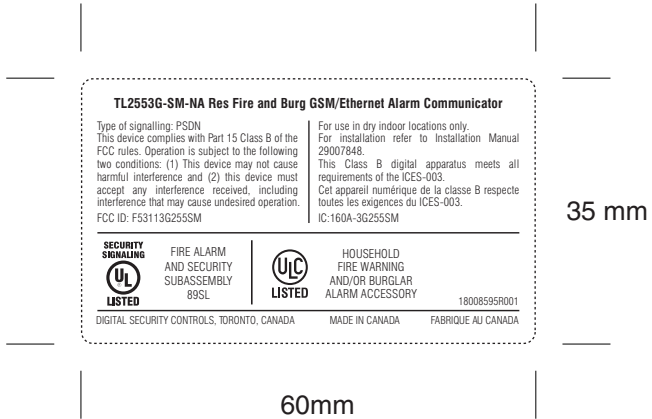 TL2553G-SM-NA Res Fire and Burg GSM/Ethernet Alarm Communicator
Type of signalling: PSDN
This device complies with Part 15 Class B of the
FCC rules. Operation is subject to the following
two conditions: (1) This device may not cause
harmful interference and (2) this device must
accept any interference received, including
interference that may cause undesired operation.
FCC ID: F53113G255SM
For use in dry indoor locations only.
For installation refer to Installation Manual
29007848.
This Class B digital apparatus meets all
requirements of the ICES-003.
Cet appareil numérique de la classe B respecte
toutes les exigences du ICES-003.
IC:160A-3G255SM
35 mm
SECURITY
SIGNALING
UL
LISTED
FIRE ALARM
AND SECURITY
SUBASSEMBLY
89SL
ULC
LISTED
HOUSEHOLD
FIRE WARNING
AND/OR BURGLAR
ALARM ACCESSORY
18008595R001
DIGITAL SECURITY CONTROLS, TORONTO, CANADA
MADE IN CANADA
FABRIQUE AU CANADA
60mm